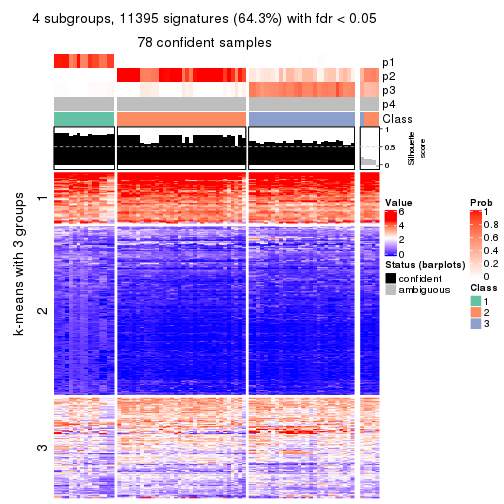 4 subgroups, 11395 signatures (64.3%) with fdr < 0.05
78 confident samples
p1
p2
p3
p4
Class
1
0.5
0
Silhouette
score
k-means with 3 groups
1
2
3
Value
6
4
2
0
Status (barplots)
confident
ambiguous
Prob
1
0.8
0.6
0.4
0.2
0
Class
1
2
3